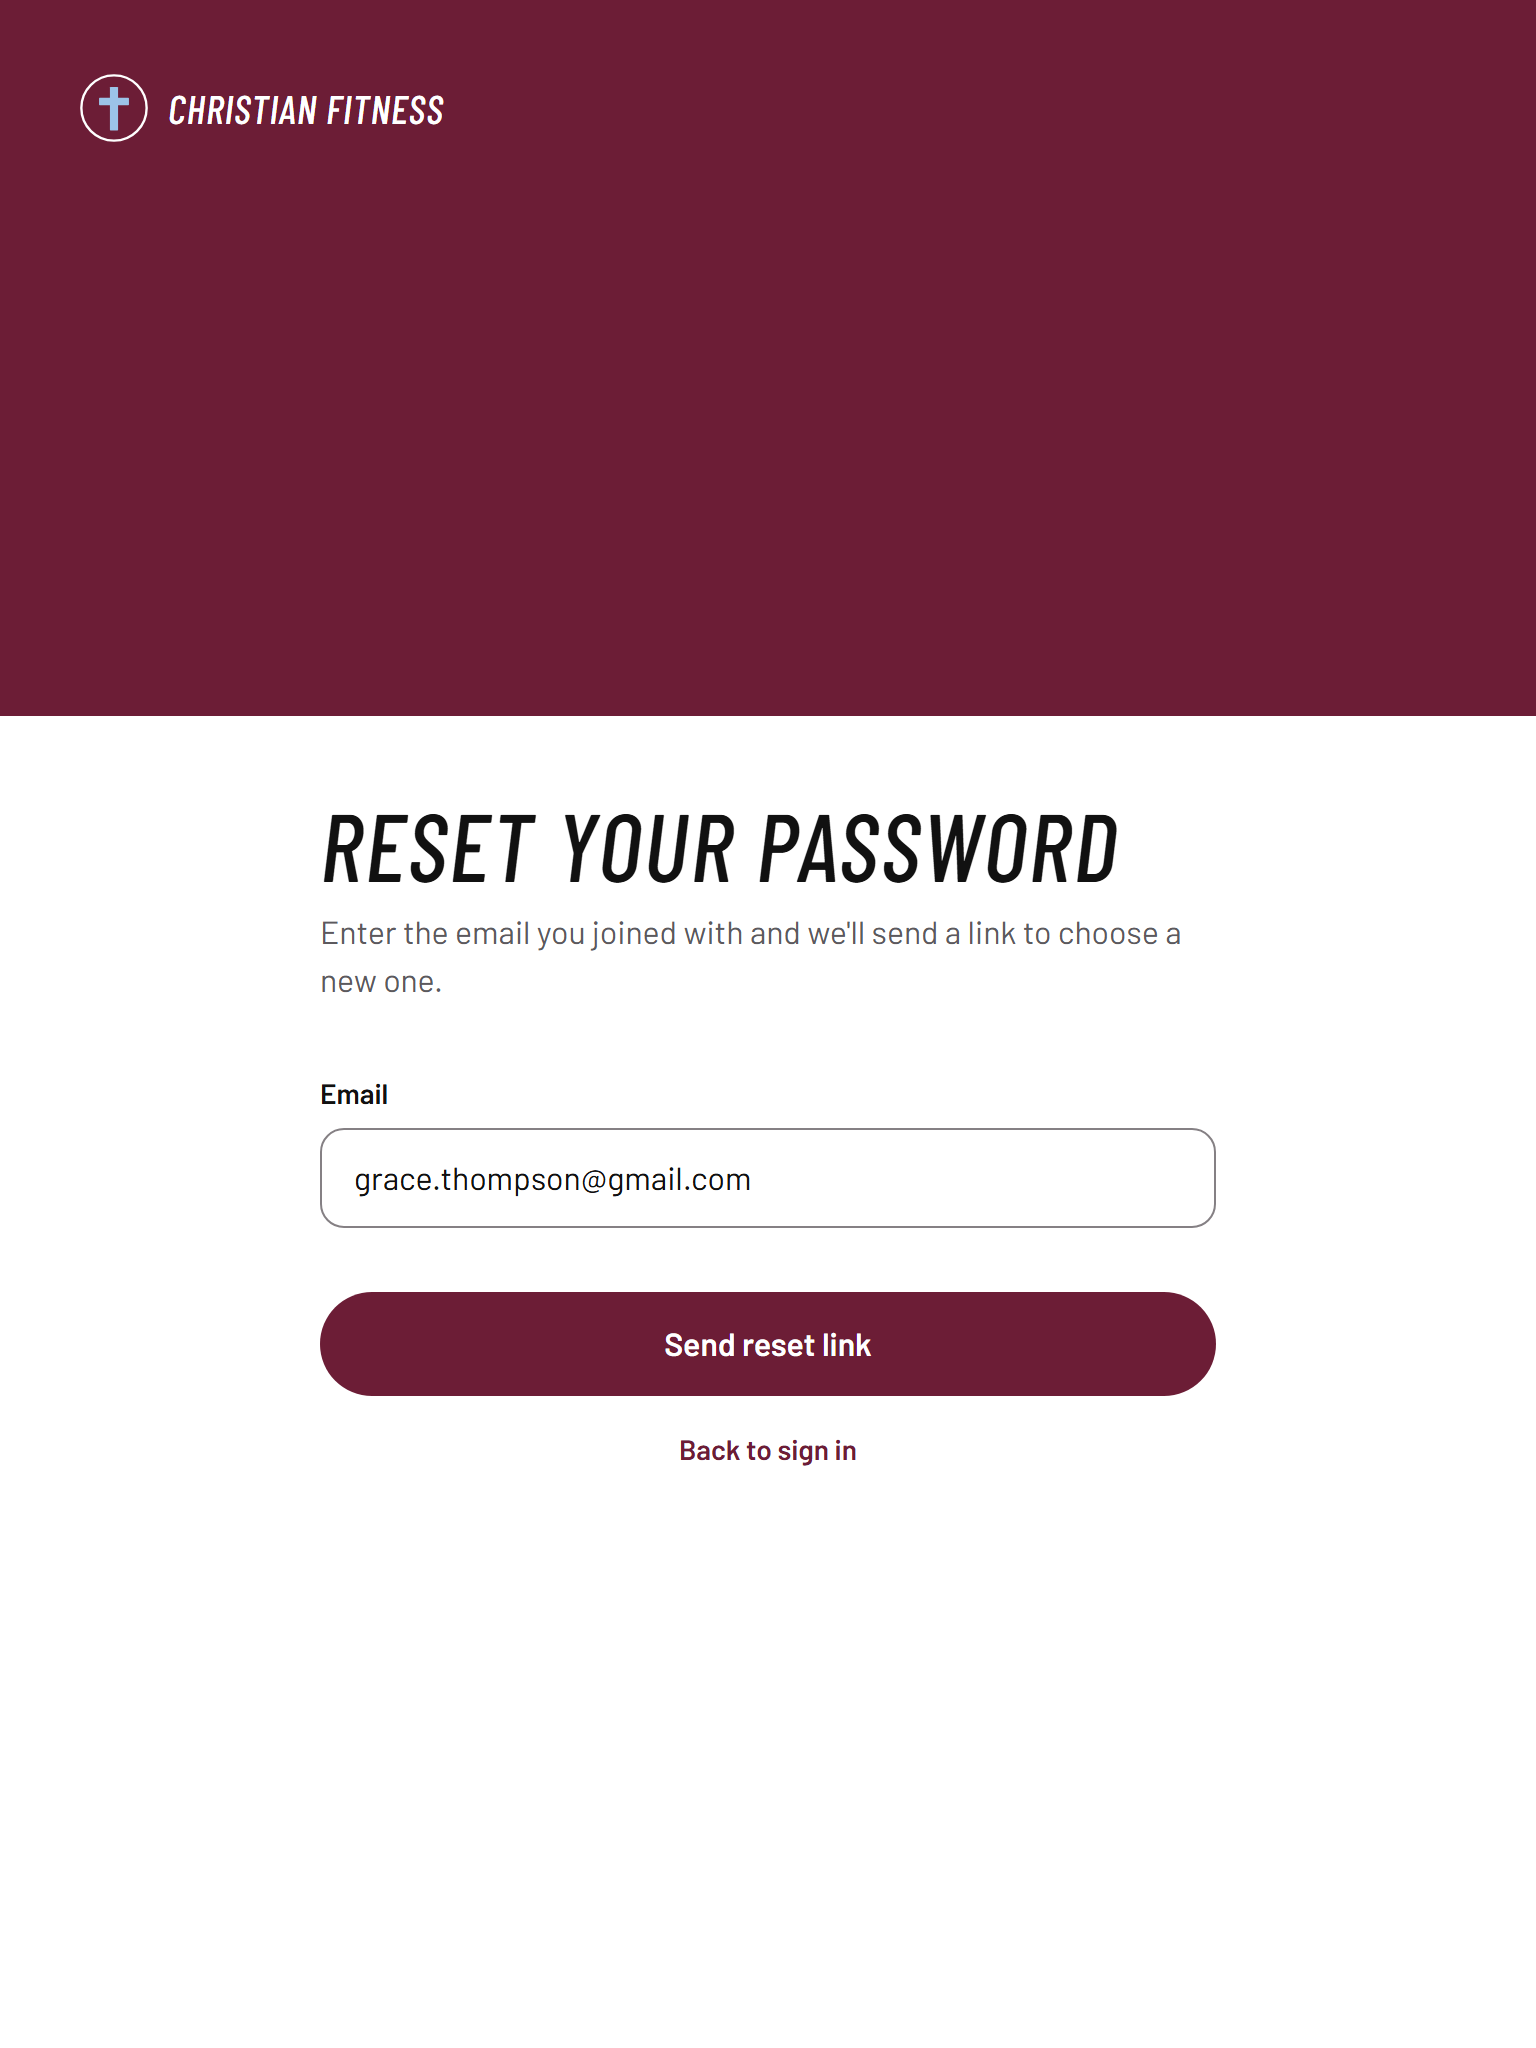 CHRISTIAN FITNESS
RESET YOUR PASSWORD
Enter the email you joined with and we'll send a link to choose a
new one.
Email
grace.thompson@gmail.com
Send reset link
Back to sign in